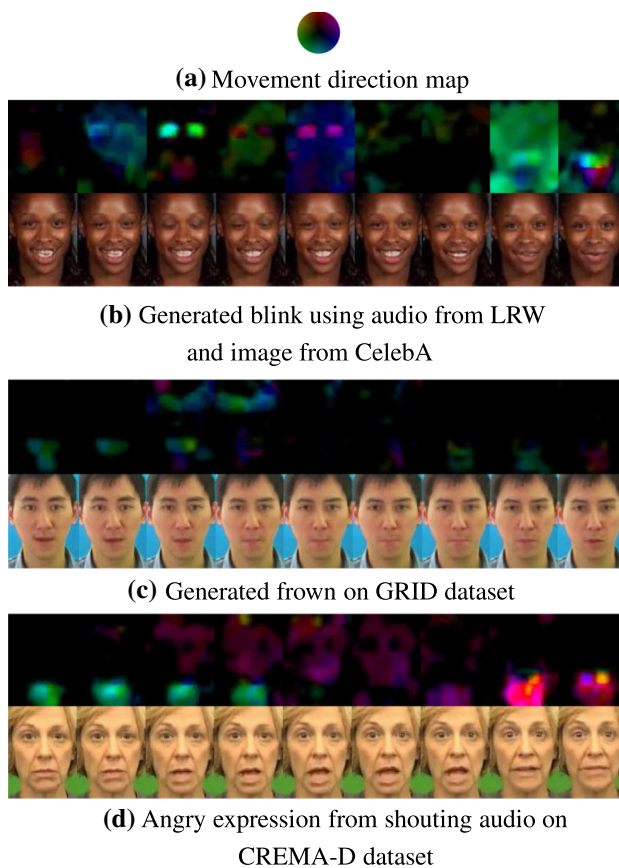 (a) Movement direction map
(b) Generated blink using audio from LRW
and image from CelebA
(c) Generated frown on GRID dataset
(d) Angry expression from shouting audio on
CREMA-D dataset